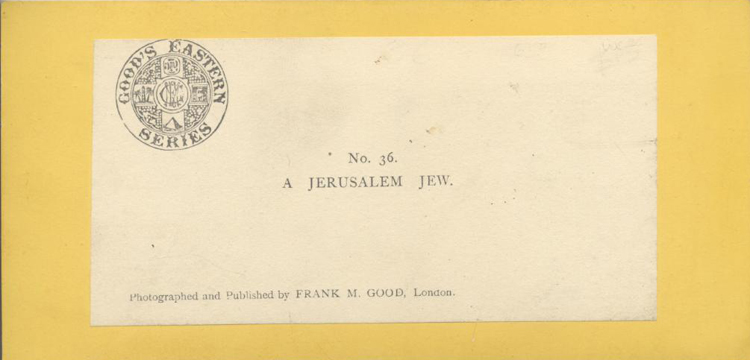 GOOD'S EASTERN
SERIES
No. 36.
A JERUSALEM JEW.
Photographed and Published by FRANK M. GOOD, London.